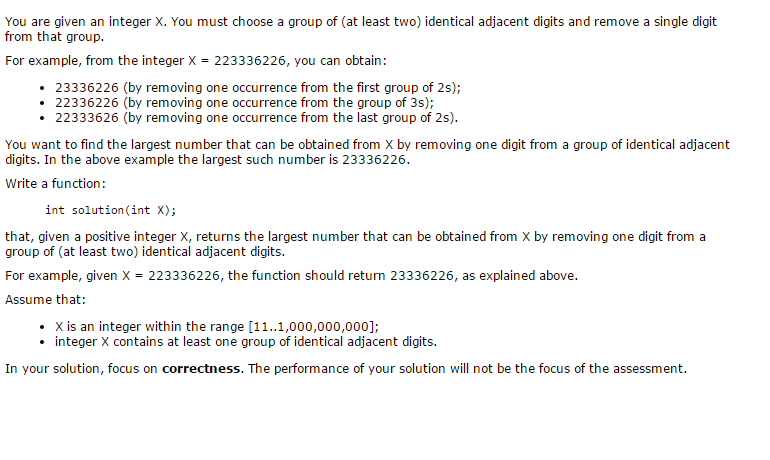 You are given an integer X. You must choose a group of (at least two) identical adjacent digits and remove a single digit
from that group.
For example, from the integer X = 223336226, you can obtain:
• 23336226 (by removing one occurrence from the first group of 2s);
• 22336226 (by removing one occurrence from the group of 3s);
• 22333626 (by removing one occurrence from the last group of 2s).
You want to find the largest number that can be obtained from X by removing one digit from a group of identical adjacent
digits. In the above example the largest such number is 23336226.
Write a function:
int solution(int X);
that, given a positive integer X, returns the largest number that can be obtained from X by removing one digit from a
group of (at least two) identical adjacent digits.
For example, given X = 223336226, the function should return 23336226, as explained above.
Assume that:
• X is an integer within the range [11..1,000,000,000];
• integer X contains at least one group of identical adjacent digits.
In your solution, focus on correctness. The performance of your solution will not be the focus of the assessment.